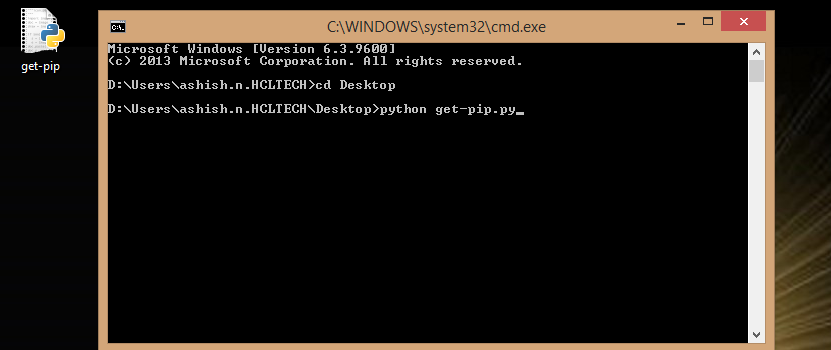 get-pip
C:\WINDOWS\system32\cmd.exe
Microsoft Windows [Version 6.3.9600]
(c) 2013 Microsoft Corporation. All rights reserved.
D:\Users\ashish.n.HCLTECH>cd Desktop
D:\Users\ashish.n.HCLTECH\Desktop>python get-pip.py_